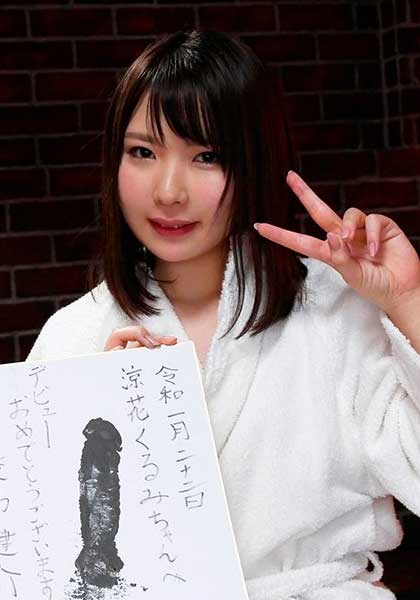 令和一月二十二日
涼花くるみちゃんへ
デビュー
おめでとうございます